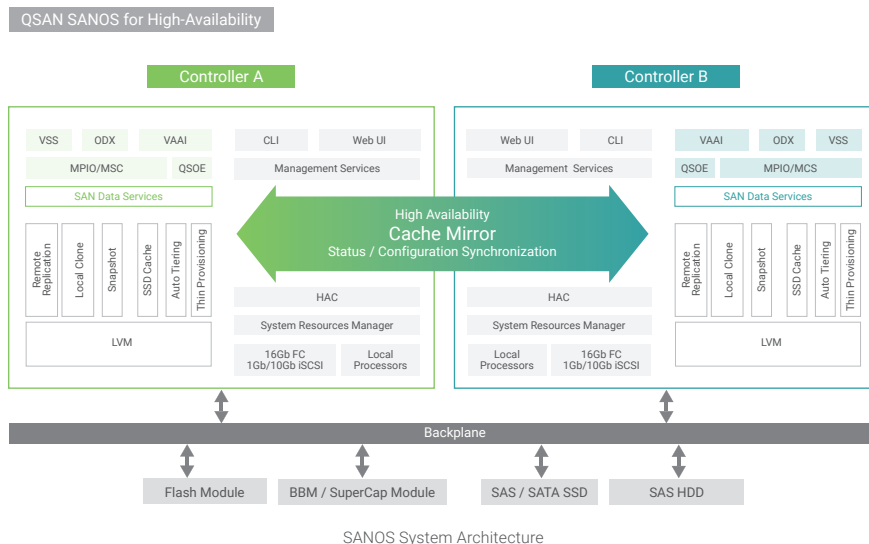 QSAN SANOS for High-Availability
Controller A
Controller B
VSS
ODX
VAAI
MPIO/MSC
QSOE
SAN Data Services
Remote
Replication
Local Clone
Snapshot
SSD Cache
Auto Tiering
Thin Provisioning
LVM
CLI
Web UI
Management Services
HAC
System Resources Manager
16Gb FC
1Gb/10Gb iSCSI
Local
Processors
High Availability
Cache Mirror
Status / Configuration Synchronization
Web UI
CLI
Management Services
HAC
System Resources Manager
Local
Processors
16Gb FC
1Gb/10Gb iSCSI
VAAI
ODX
VSS
QSOE
MPIO/MCS
SAN Data Services
Remote
Replication
Local Clone
Snapshot
SSD Cache
Auto Tiering
Thin Provisioning
LVM
Backplane
Flash Module
BBM / SuperCap Module
SAS / SATA SSD
SAS HDD
SANOS System Architecture